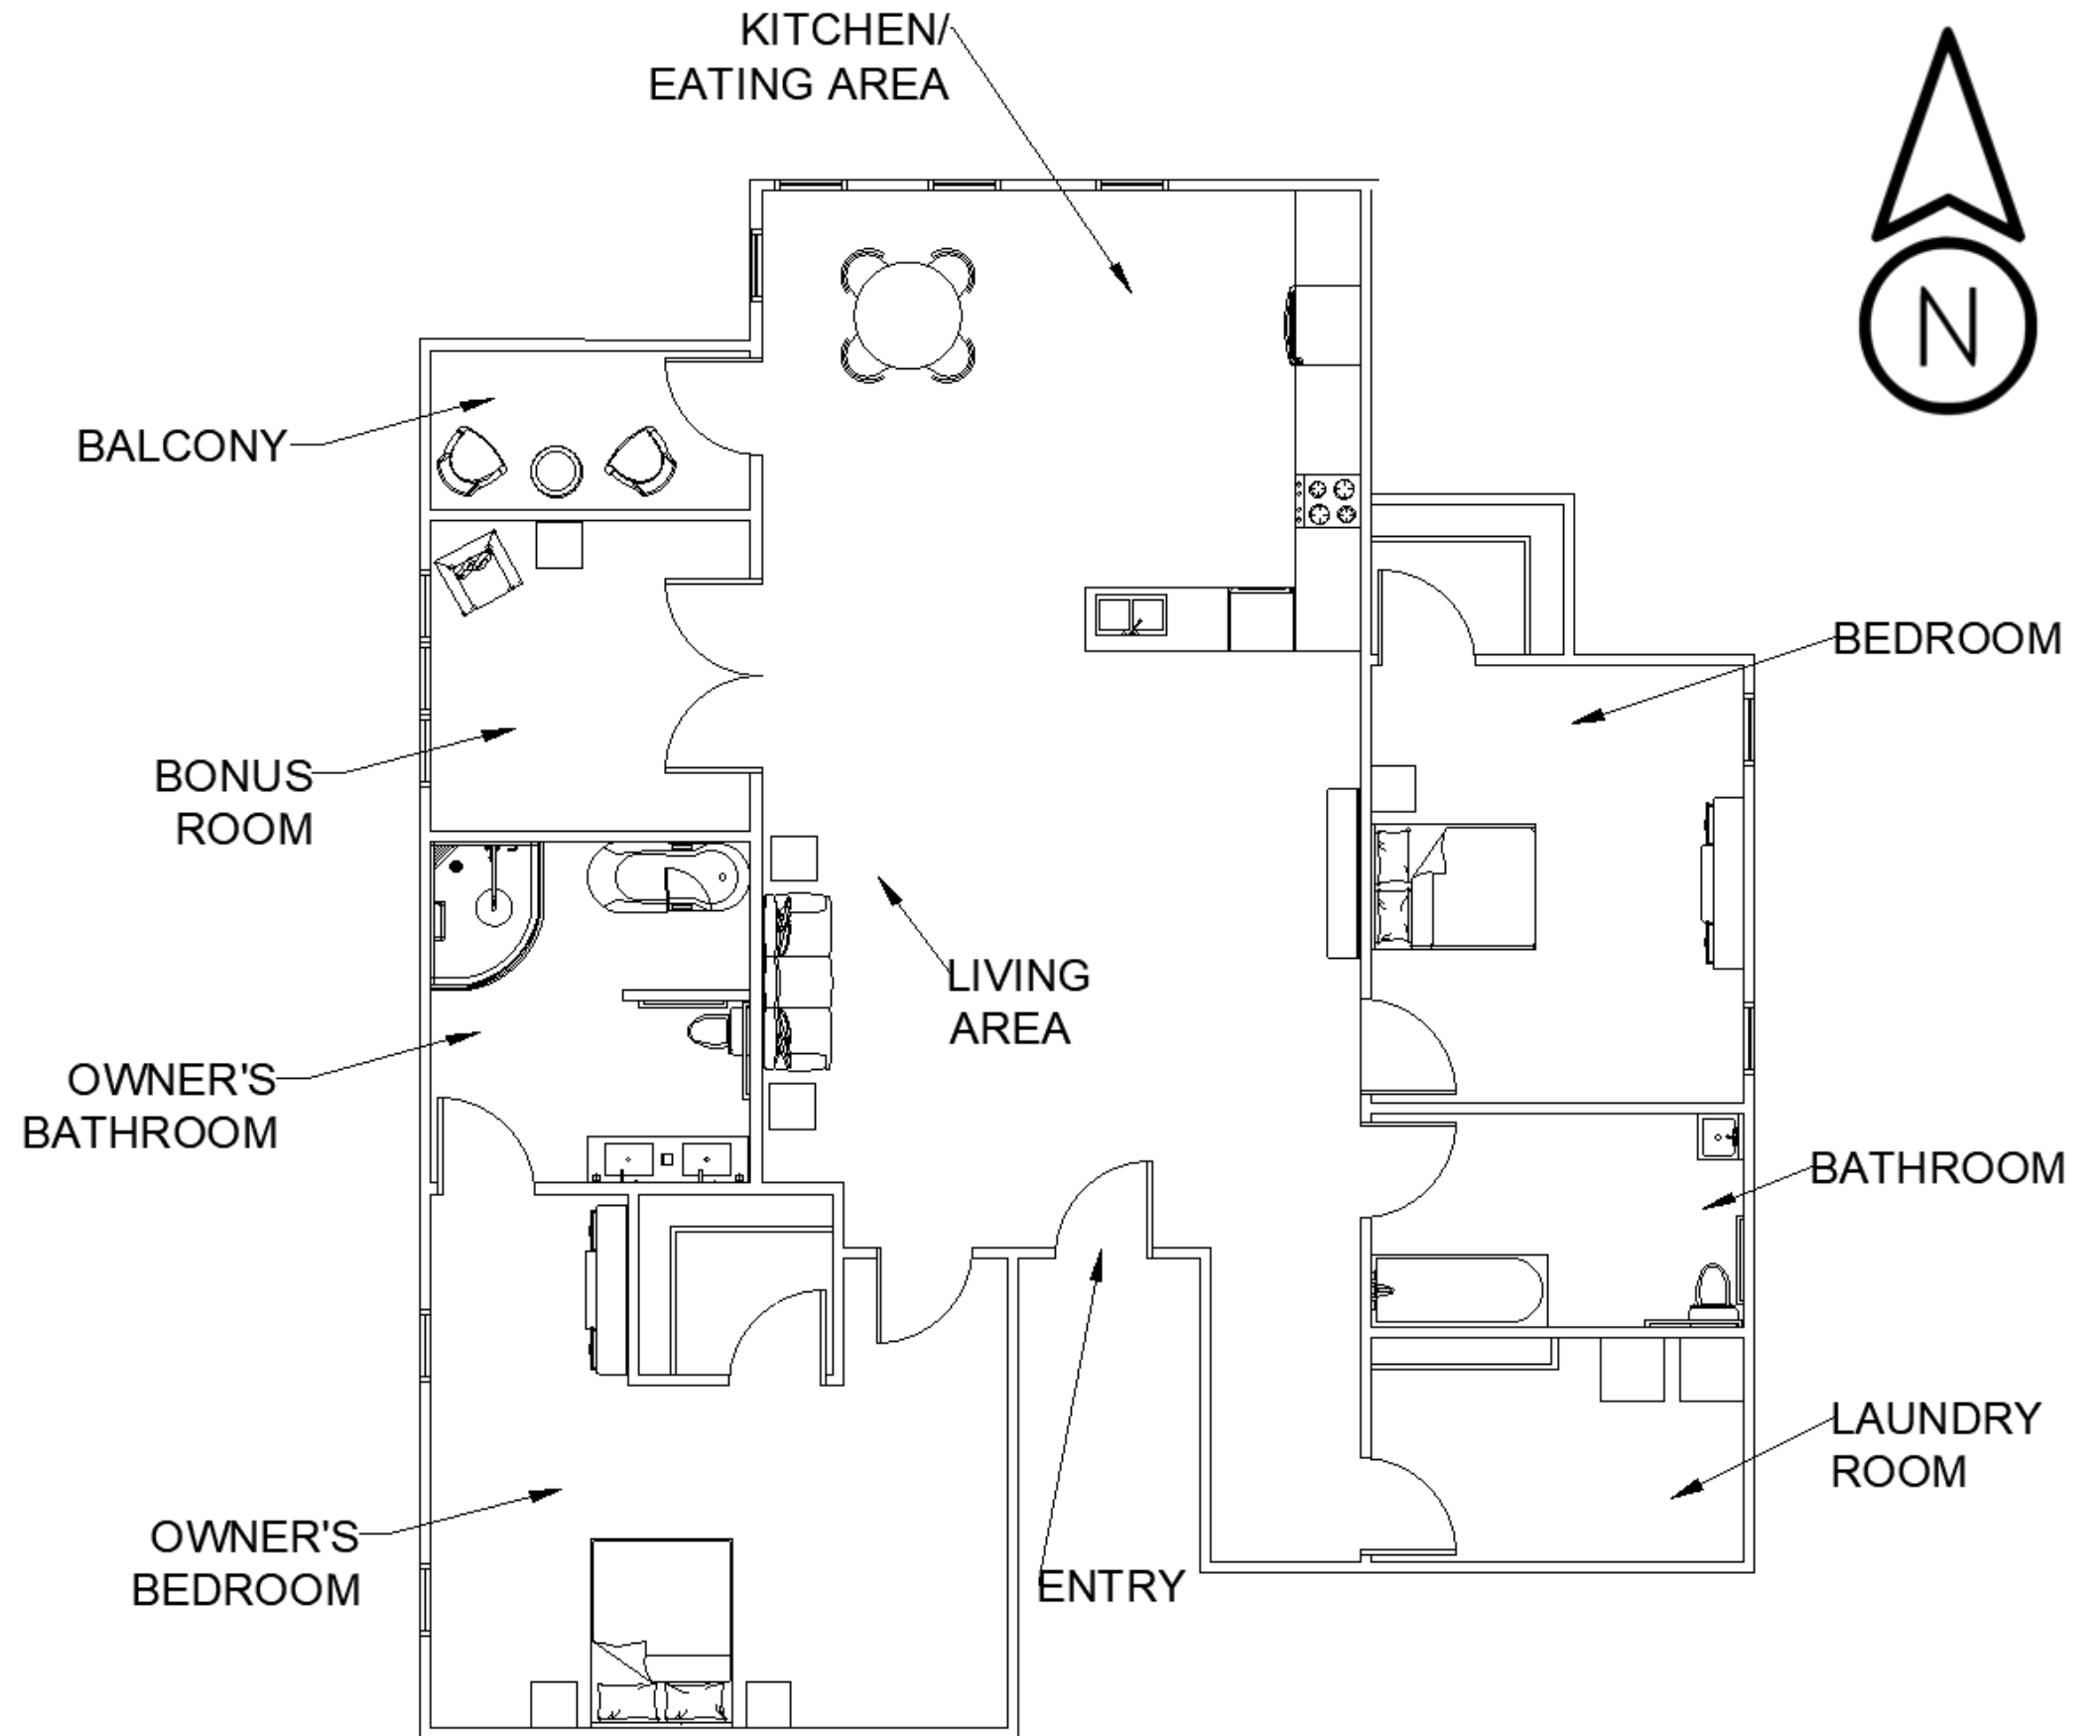 KITCHEN/
EATING AREA
N
BALCONY
BEDROOM
BONUS
ROOM
LIVING
AREA
OWNER'S
BATHROOM
BATHROOM
LAUNDRY
ROOM
OWNER'S
BEDROOM
ENTRY